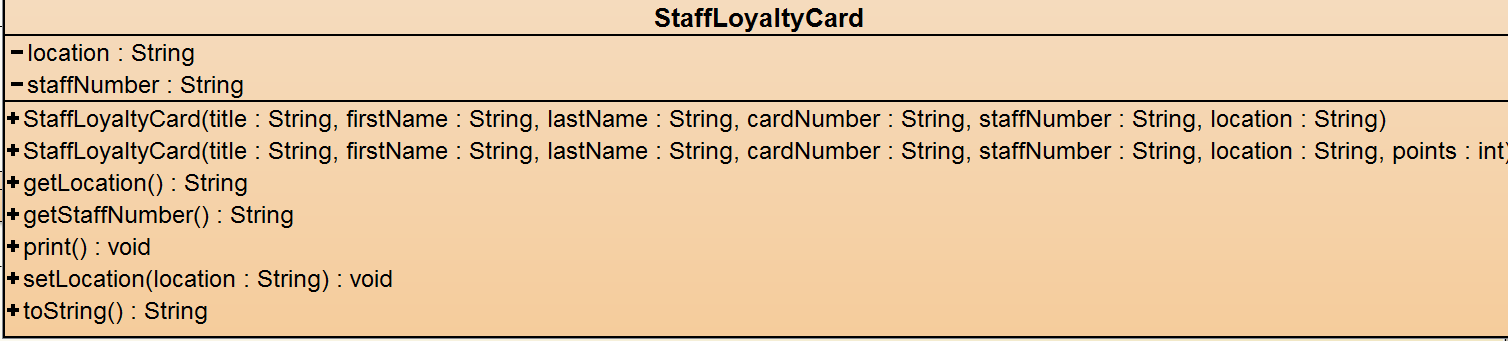 StaffLoyaltyCard
-location : String
-staffNumber : String
+StaffLoyaltyCard(title : String, firstName : String, lastName : String, cardNumber : String, staffNumber : String, location : String)
+StaffLoyaltyCard(title : String, firstName : String, lastName : String, cardNumber : String, staffNumber : String, location : String, points : int)
+getLocation() : String
+getStaffNumber() : String
+print() : void
+setLocation(location : String) : void
+toString() : String